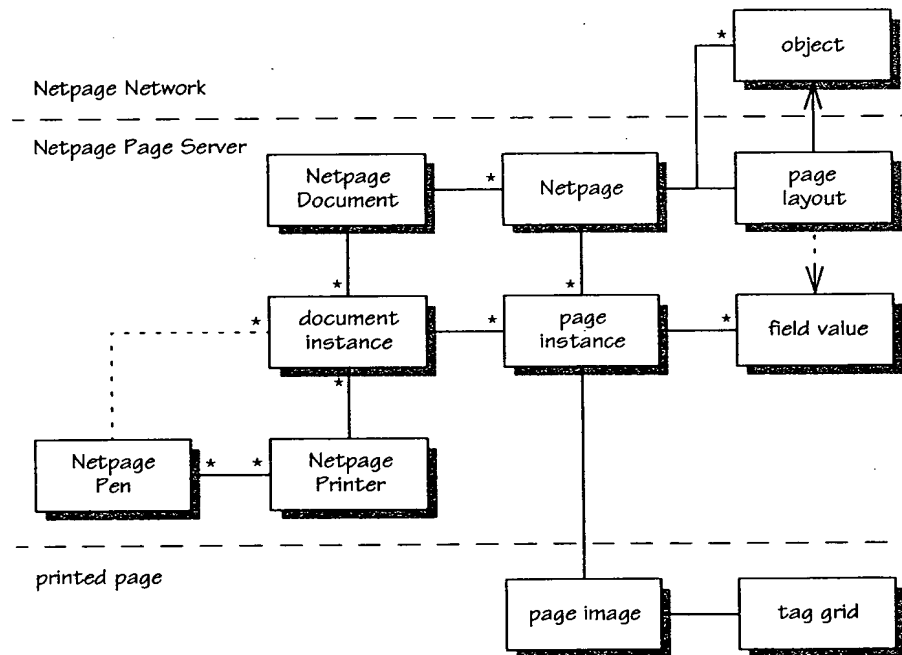 *
object
Netpage Network
Netpage Page Server
Netpage
Document
*
Netpage
page
layout
*
*
*
document
instance
*
page
instance
*
field value
*
Netpage
Pen
*
*
Netpage
Printer
printed page
page image
tag grid